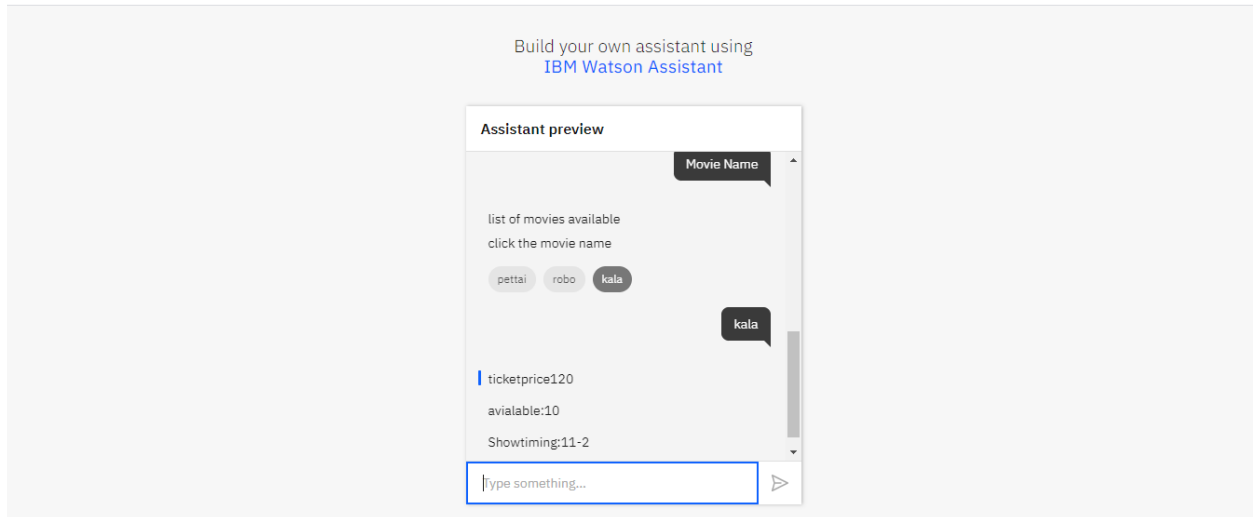 Build your own assistant using
IBM Watson Assistant
Assistant preview
Movie Name
list of movies available
click the movie name
pettai robo kala
kala
ticketprice120
avialable:10
Showtiming:11-2
Type something...